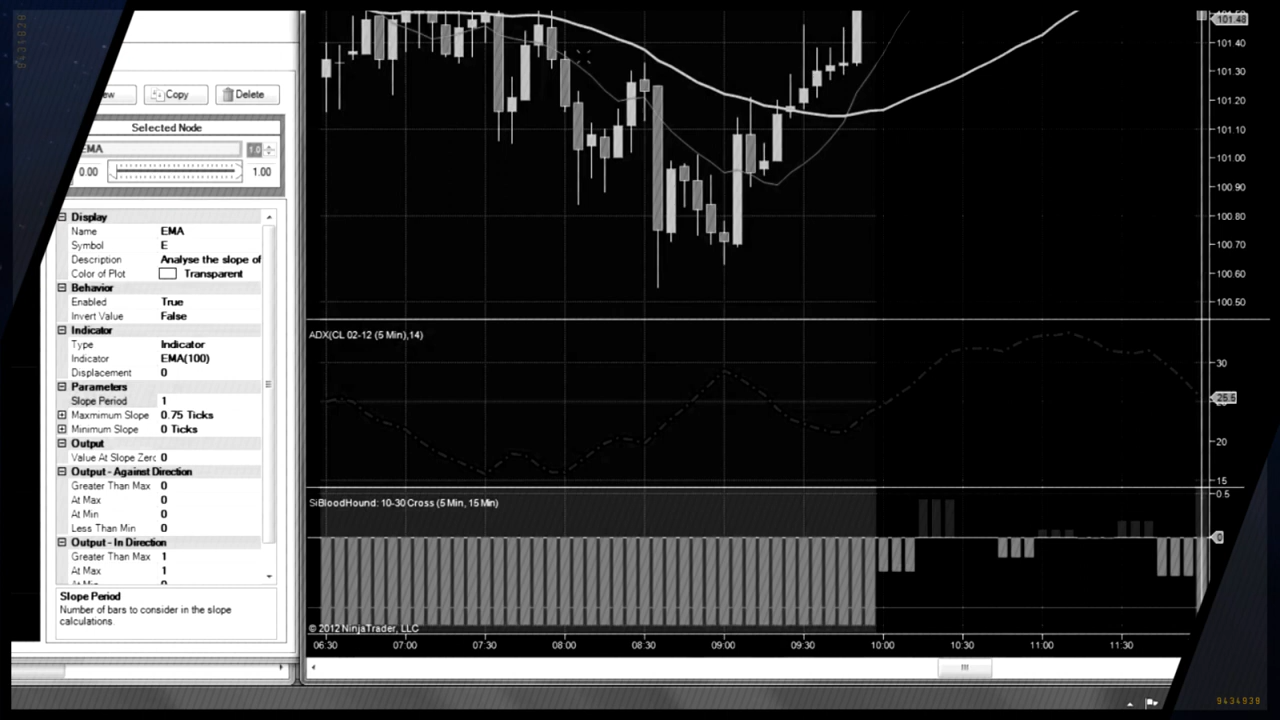 9434928
ew
Copy
Delete
Selected Node
EMA
1.0
0.00
1.00
Display
Name EMA
Symbol E
Description Analyse the slope of
Color of Plot Transparent
Behavior
Enabled True
Invert Value False
Indicator
Type Indicator
Indicator EMA(100)
Displacement 0
Parameters
Slope Period 1
Maxmimum Slope 0.75 Ticks
Minimum Slope 0 Ticks
Output
Value At Slope Zero 0
Output - Against Direction
Greater Than Max 0
At Max 0
At Min 0
Less Than Min 0
Output - In Direction
Greater Than Max 1
At Max 1
Slope Period
Number of bars to consider in the slope
calculations.
101.48
101.40
101.30
101.20
101.10
101.00
100.90
100.80
100.70
100.60
100.50
ADX(CL 02-12 (5 Min),14)
30
25.5
20
15
SiBloodHound: 10-30 Cross (5 Min, 15 Min)
0.5
0
© 2012 NinjaTrader, LLC
06:30 07:00 07:30 08:00 08:30 09:00 09:30 10:00 10:30 11:00 11:30
9434938